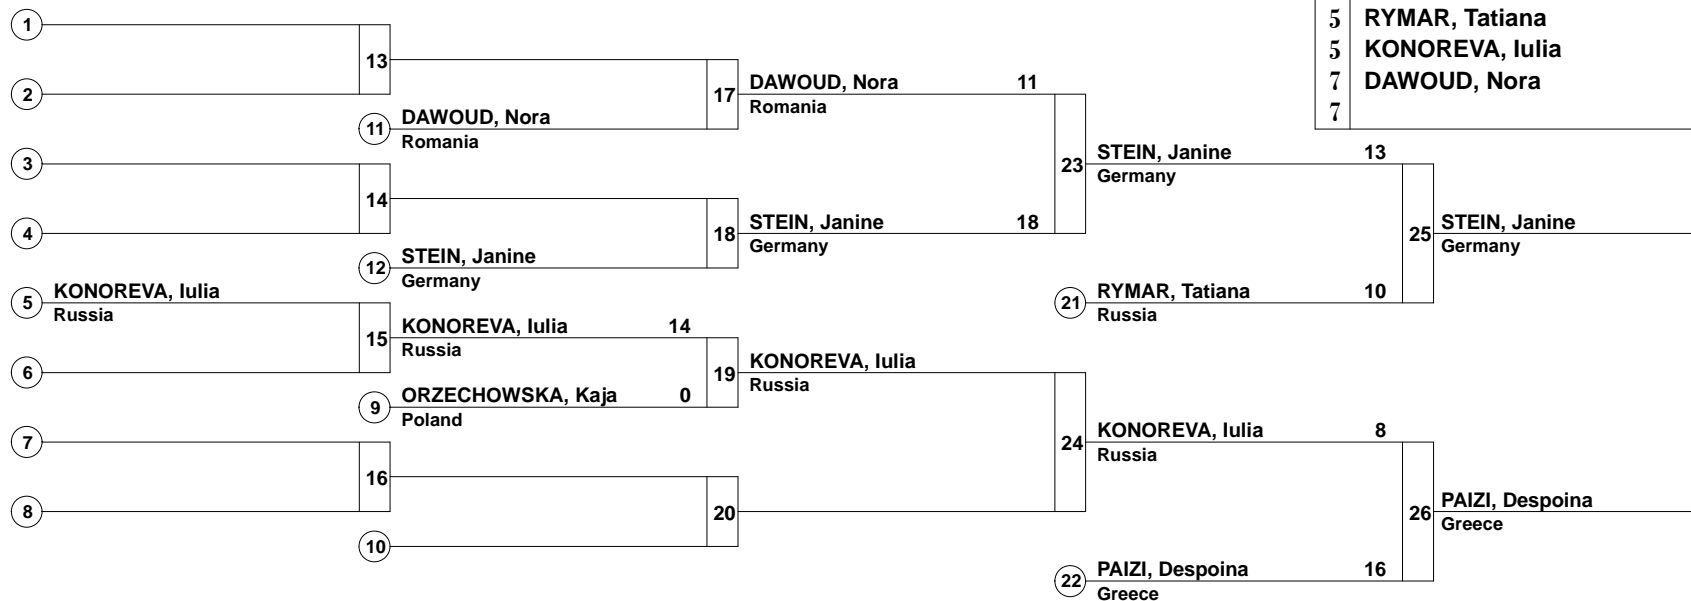 1
5 RYMAR, Tatiana
5 KONOREVA, Iulia
13
DAWOUD, Nora 11
7 DAWOUD, Nora
2
17
Romania
7
11 DAWOUD, Nora
Romania
3
STEIN, Janine 13
23
Germany
14
4
STEIN, Janine 18
18
Germany
25
STEIN, Janine
Germany
12 STEIN, Janine
Germany
5 KONOREVA, Iulia
Russia
21 RYMAR, Tatiana 10
Russia
15
KONOREVA, Iulia 14
Russia
6
19
KONOREVA, Iulia
Russia
9 ORZECHOWSKA, Kaja 0
Poland
7
24
KONOREVA, Iulia 8
Russia
16
8
20
26
PAIZI, Despoina
Greece
10
22 PAIZI, Despoina 16
Greece